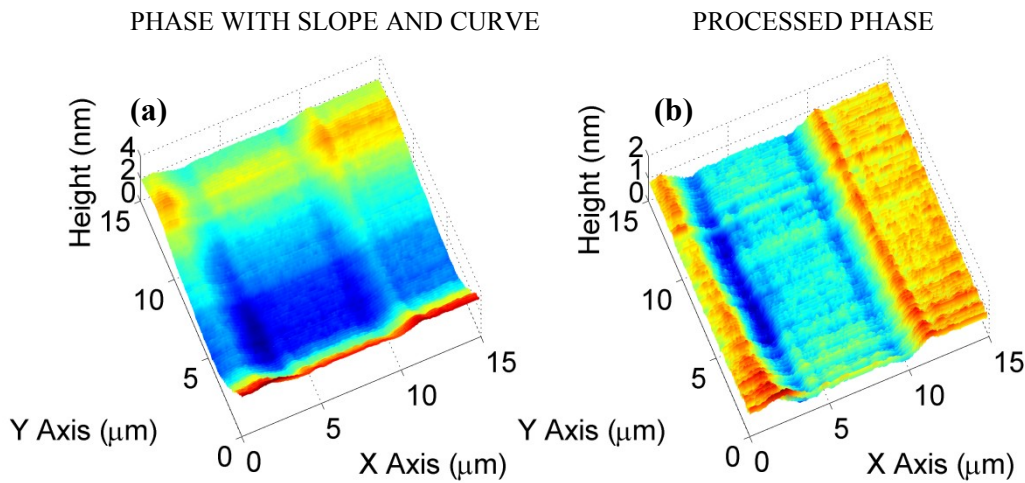 PHASE WITH SLOPE AND CURVE
PROCESSED PHASE
(a)
Height (nm)
4
2
0
15
10
5
0
Y Axis (μm)
0
5
10
15
X Axis (μm)
(b)
Height (nm)
2
1
0
15
10
5
0
Y Axis (μm)
0
5
10
15
X Axis (μm)